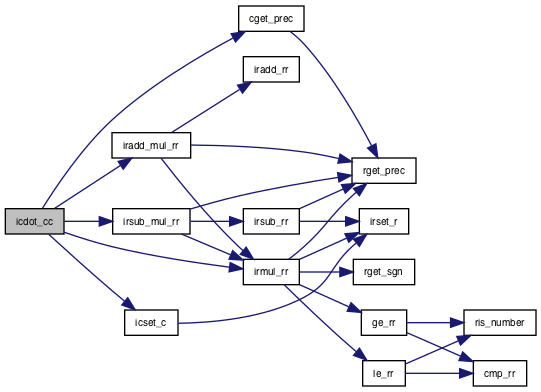 cget_prec
iradd_rr
iradd_mul_rr
rget_prec
icdot_cc
irsub_mul_rr
irsub_rr
irset_r
irmul_rr
rget_sgn
icset_c
ge_rr
ris_number
le_rr
cmp_rr